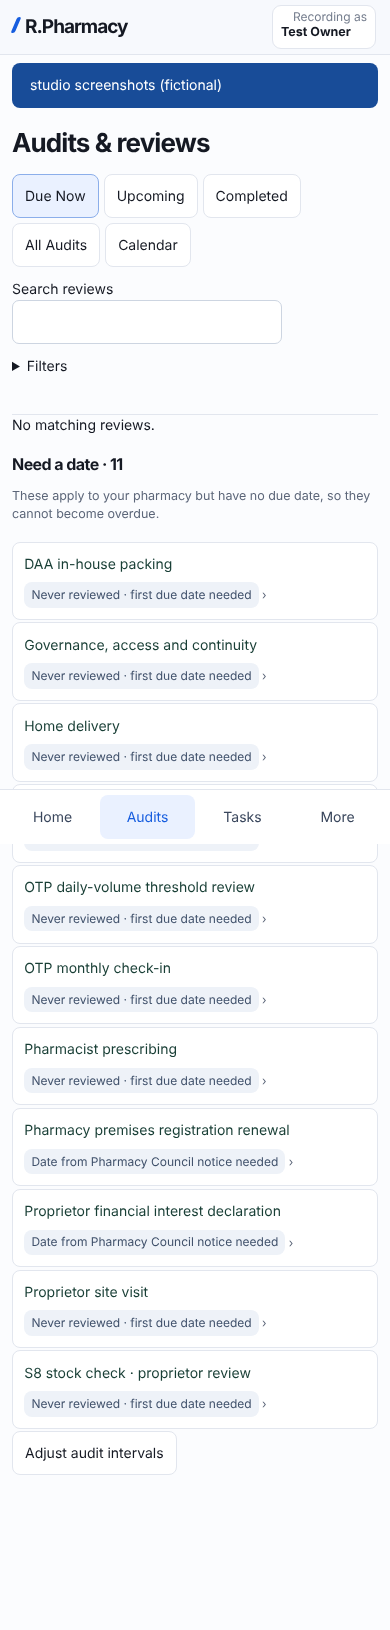 R.Pharmacy
Recording as
Test Owner
studio screenshots (fictional)
Audits & reviews
Due Now
Upcoming
Completed
All Audits
Calendar
Search reviews
Filters
No matching reviews.
Need a date · 11
These apply to your pharmacy but have no due date, so they
cannot become overdue.
DAA in-house packing
Never reviewed · first due date needed ›
Governance, access and continuity
Never reviewed · first due date needed ›
Home delivery
Never reviewed · first due date needed ›
Home
Audits
Tasks
More
OTP daily-volume threshold review
Never reviewed · first due date needed ›
OTP monthly check-in
Never reviewed · first due date needed ›
Pharmacist prescribing
Never reviewed · first due date needed ›
Pharmacy premises registration renewal
Date from Pharmacy Council notice needed ›
Proprietor financial interest declaration
Date from Pharmacy Council notice needed ›
Proprietor site visit
Never reviewed · first due date needed ›
S8 stock check · proprietor review
Never reviewed · first due date needed ›
Adjust audit intervals